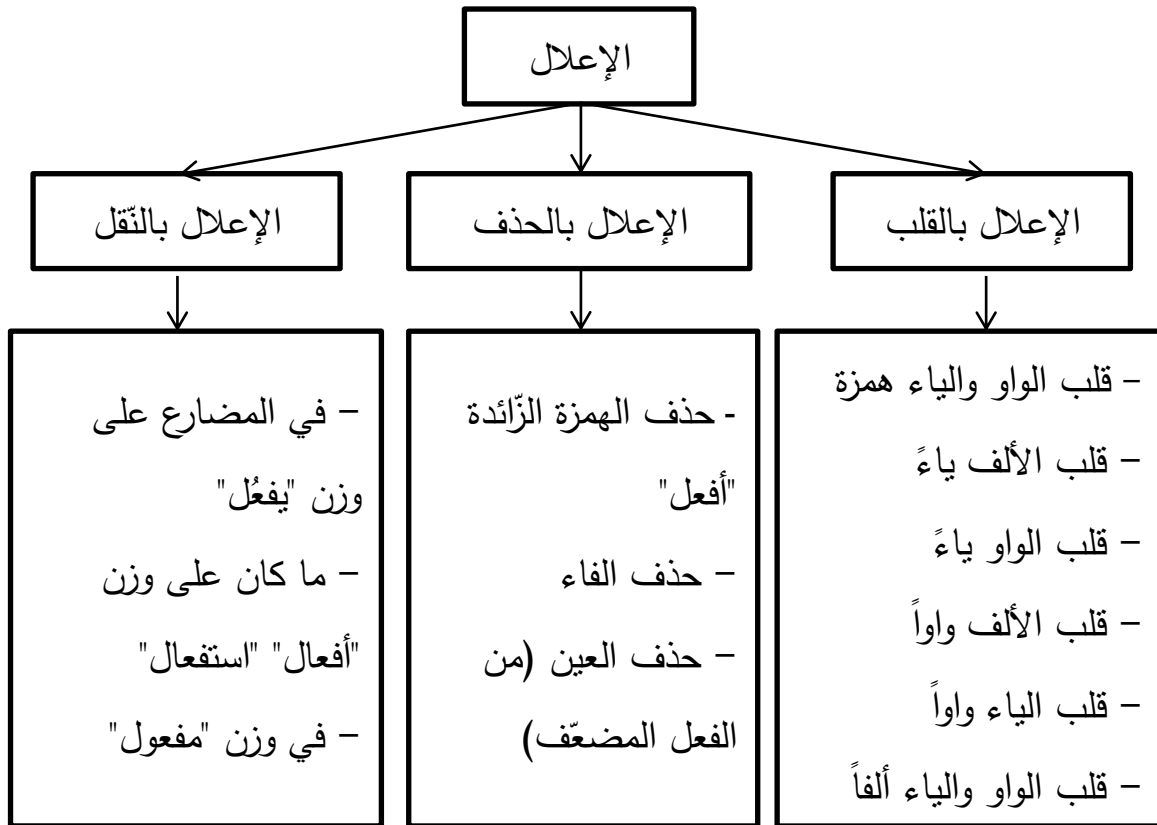 الإعلال
الإعلال بالقلب
الإعلال بالحذف
الإعلال بالنّقل
– قلب الواو والياء همزة
– قلب الألف ياءً
– قلب الواو ياءً
– قلب الألف واواً
– قلب الياء واواً
– قلب الواو والياء ألفاً
- حذف الهمزة الزّائدة
"أفعل"
– حذف الفاء
– حذف العين (من
الفعل المضعّف)
– في المضارع على
وزن "يفعُل"
– ما كان على وزن
"أفعال" "استفعال"
– في وزن "مفعول"